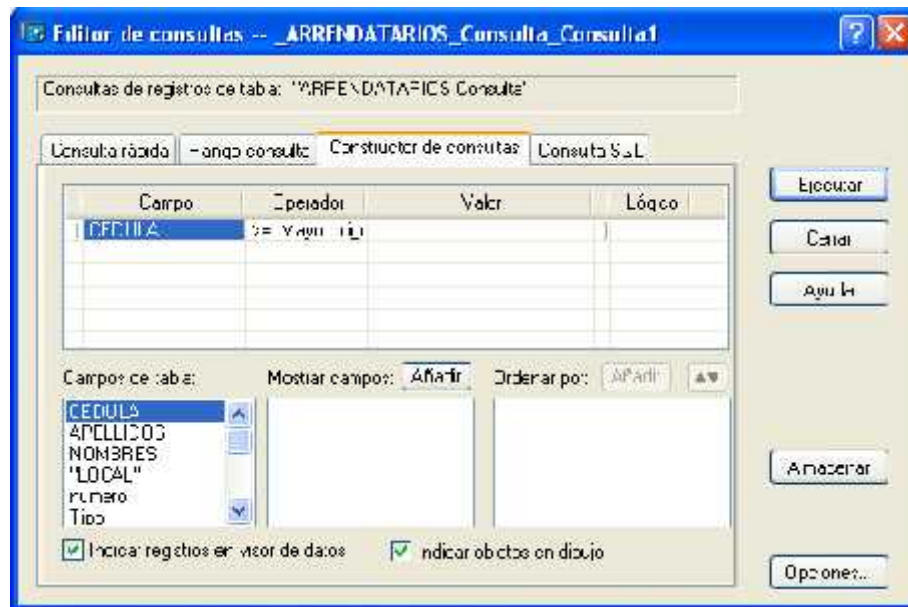 Editor de consultas -- _ARRENDATARIOS_Consulta_Consulta1
Consultas de registros de tabla: "ARRENDATARIOS Consulta"
Consulta rápida Rango consulta Constructor de consultas Consulta SQL
Campo Operador Valor Lógico
CEDULA >= Mayor
Ejecutar
Cerrar
Ayuda
Campos de tabla: Mostrar campos: Añadir Ordenar por: Añadir
CEDULA
APELLIDOS
NOMBRES
"LOCAL"
numero
Tipo
Almacenar
Indicar registros en visor de datos Indicar objetos en dibujo
Opciones...